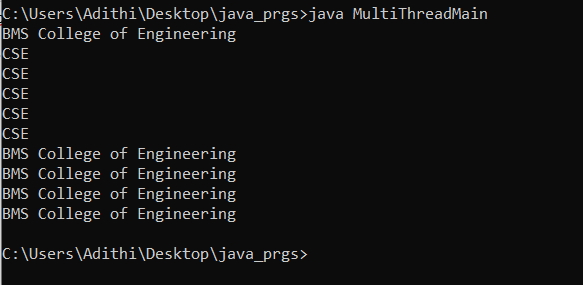 C:\Users\Adithi\Desktop\java_prgs>java MultiThreadMain
BMS College of Engineering
CSE
CSE
CSE
CSE
CSE
BMS College of Engineering
BMS College of Engineering
BMS College of Engineering
BMS College of Engineering
C:\Users\Adithi\Desktop\java_prgs>